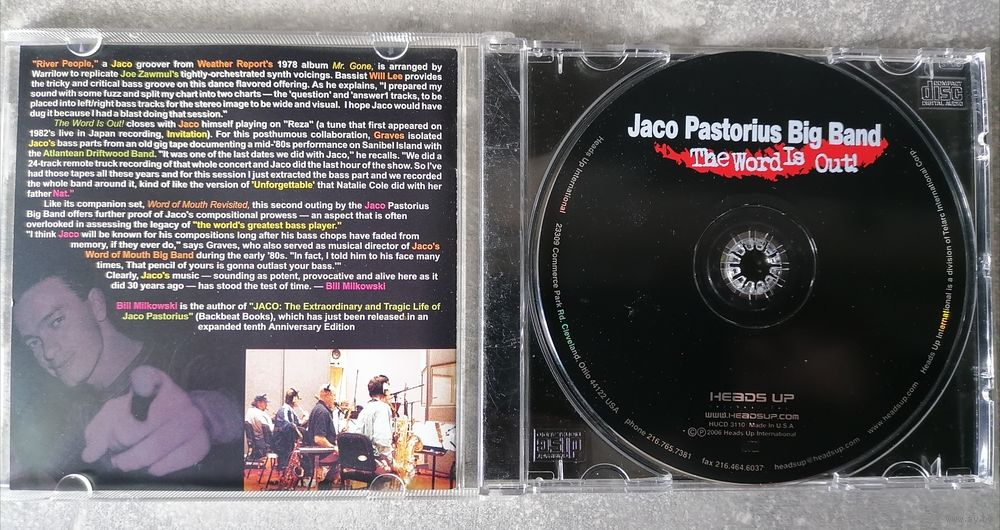 "River People," a Jaco groover from Weather Report's 1978 album Mr. Gone, is arranged by
Warrilow to replicate Joe Zawmul's tightly-orchestrated synth voicings. Bassist Will Lee provides
the tricky and critical bass groove on this dance flavored offering. As he explains, "I prepared my
sound with some fuzz and split my chart into two charts — the 'question' and 'answer1 tracks, to be
placed into left/right bass tracks for the stereo image to be wide and visual. I hope Jaco would have
dug it because I had a blast doing that session."
The Word Is Out! closes with Jaco himself playing on "Reza" (a tune that first appeared on
1982's live in Japan recording, Invitation). For this posthumous collaboration, Graves isolated
Jaco's bass parts from an old gig tape documenting a mid-'80s performance on Sanibel Island with
the Atlantean Driftwood Band. "It was one of the last dates we did with Jaco," he recalls. "We did a
24-track remote truck recording of that whole concert and Jaco did the last hour of the show. So I've
had those tapes all these years and for this session I just extracted the bass part and we recorded
the whole band around it, kind of like the version of 'Unforgettable' that Natalie Cole did with her
father Nat."
Like its companion set, Word of Mouth Revisited, this second outing by the Jaco Pastorius
Big Band offers further proof of Jaco's compositional prowess — an aspect that is often
overlooked in assessing the legacy of "the world's greatest bass player."
"I think Jaco will be known for his compositions long after his bass chops have faded from
memory, if they ever do," says Graves, who also served as musical director of Jaco's
Word of Mouth Big Band during the early '80s. "In fact, I told him to his face many
times, That pencil of yours is gonna outlast your bass.'"
Clearly, Jaco's music — sounding as potent, provocative and alive here as it
did 30 years ago — has stood the test of time. — Bill Milkowski
Bill Milkowski is the author of "JACO: The Extraordinary and Tragic Life of
Jaco Pastorius" (Backbeat Books), which has just been released in an
expanded tenth Anniversary Edition
COMPACT
disc
DIGITAL AUDIO
Jaco Pastorius Big Band
The Word Is Out!
Heads Up International
23309 Commerce Park Rd. Cleveland, Ohio 44122 USA
phone 216.765.7381
fax 216.464.6037
headsup@headsup.com
www.headsup.com
Heads Up International is a division of Telarc International Corp.
HEADS UP
WWW.HEADSUP.COM
HUCD 3110 Made in U.S.A.
©℗2006 Heads Up International